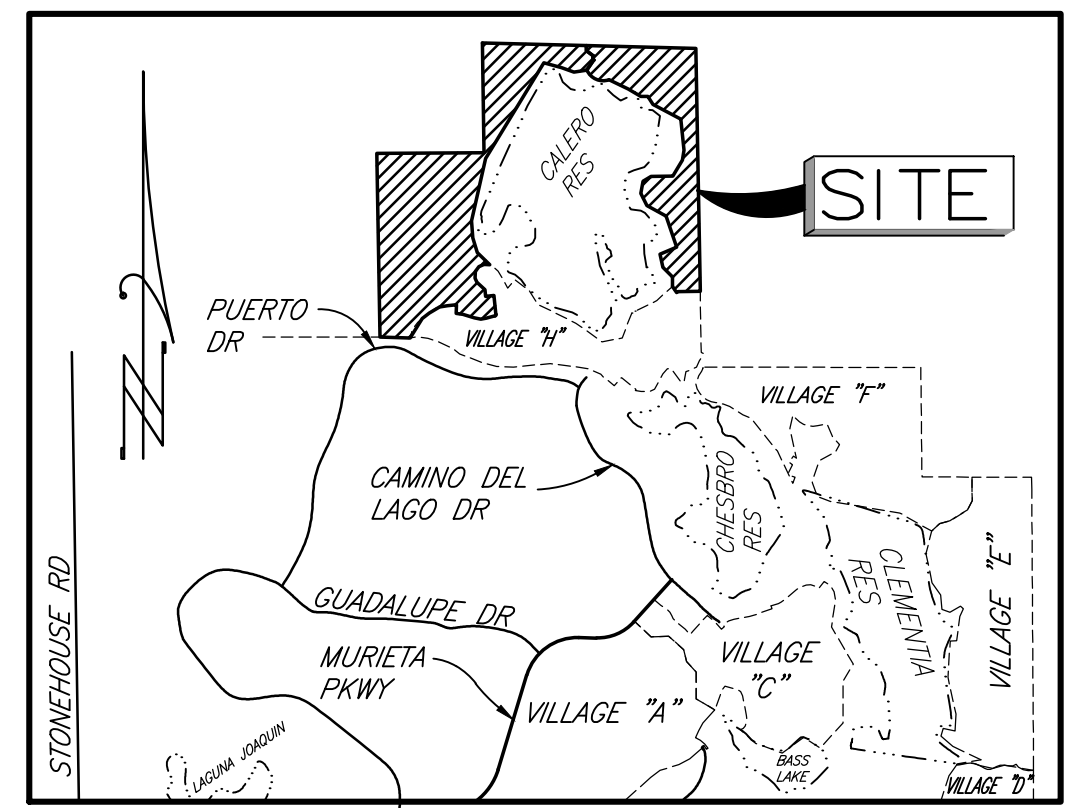 CALERO
RES
SITE
PUERTO
DR
VILLAGE "H"
VILLAGE "F"
CAMINO DEL
LAGO DR
CHESBRO
RES
CLEMENTIA
RES
VILLAGE "E"
STONEHOUSE RD
GUADALUPE DR
MURIETA
PKWY
VILLAGE
"C"
VILLAGE "A"
LAGUNA JOAQUIN
BASS
LAKE
VILLAGE "D"
N